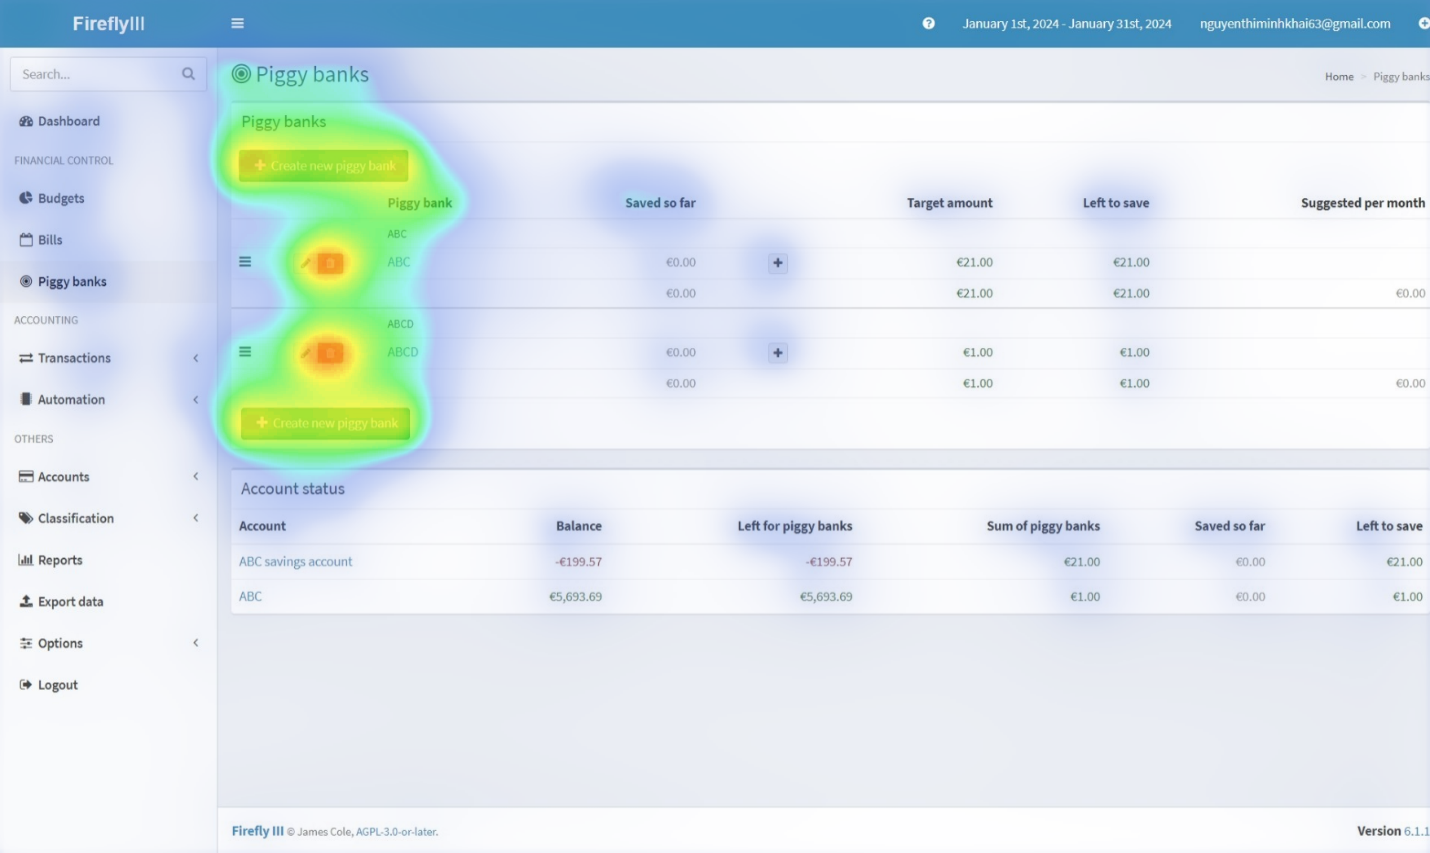 FireflyIII
January 1st, 2024 - January 31st, 2024
nguyenthiminhkhai63@gmail.com
Search...
Piggy banks
Home > Piggy banks
Dashboard
FINANCIAL CONTROL
Budgets
Bills
Piggy banks
ACCOUNTING
Transactions
Automation
OTHERS
Accounts
Classification
Reports
Export data
Options
Logout
Piggy banks
Create new piggy bank
Piggy bank Saved so far Target amount Left to save Suggested per month
ABC
ABC €0.00 €21.00 €21.00
€0.00 €21.00 €21.00 €0.00
ABCD
ABCD €0.00 €1.00 €1.00
€0.00 €1.00 €1.00 €0.00
Create new piggy bank
Account status
Account Balance Left for piggy banks Sum of piggy banks Saved so far Left to save
ABC savings account -€199.57 -€199.57 €21.00 €0.00 €21.00
ABC €5,693.69 €5,693.69 €1.00 €0.00 €1.00
Firefly III © James Cole, AGPL-3.0-or-later.
Version 6.1.1